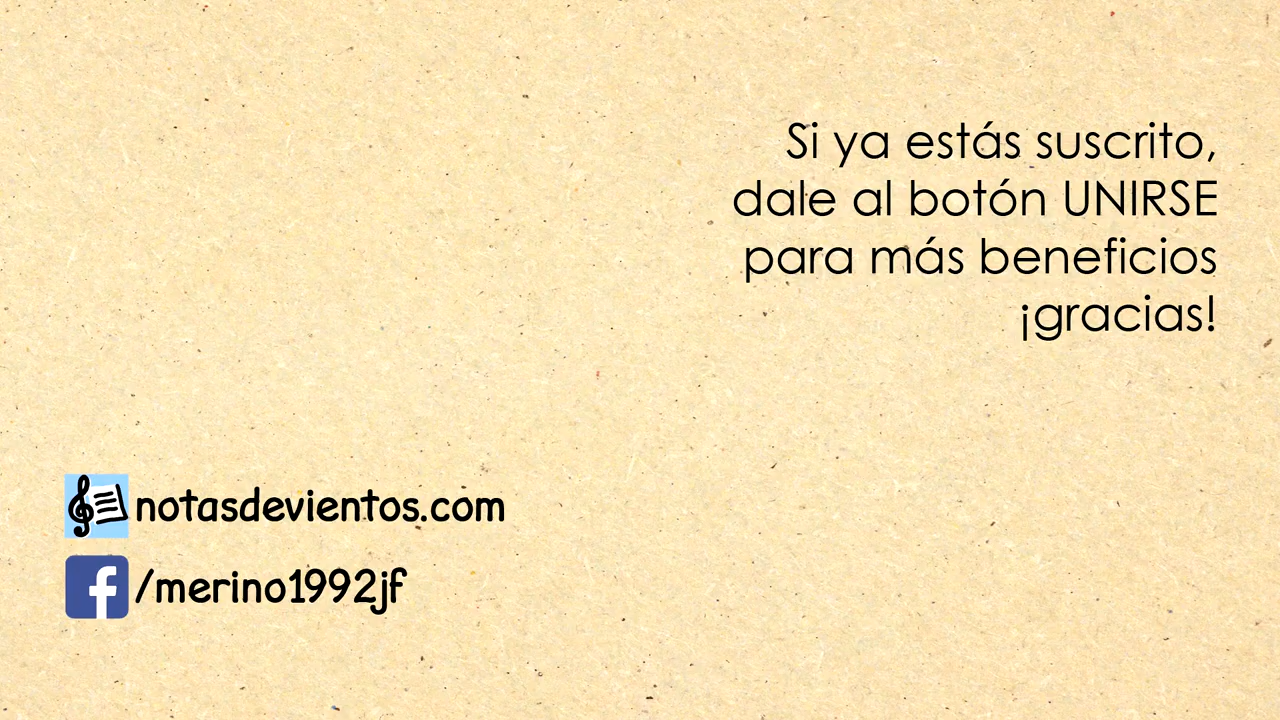 Si ya estás suscrito,
dale al botón UNIRSE
para más beneficios
¡gracias!
notasdevientos.com
/merino1992jf